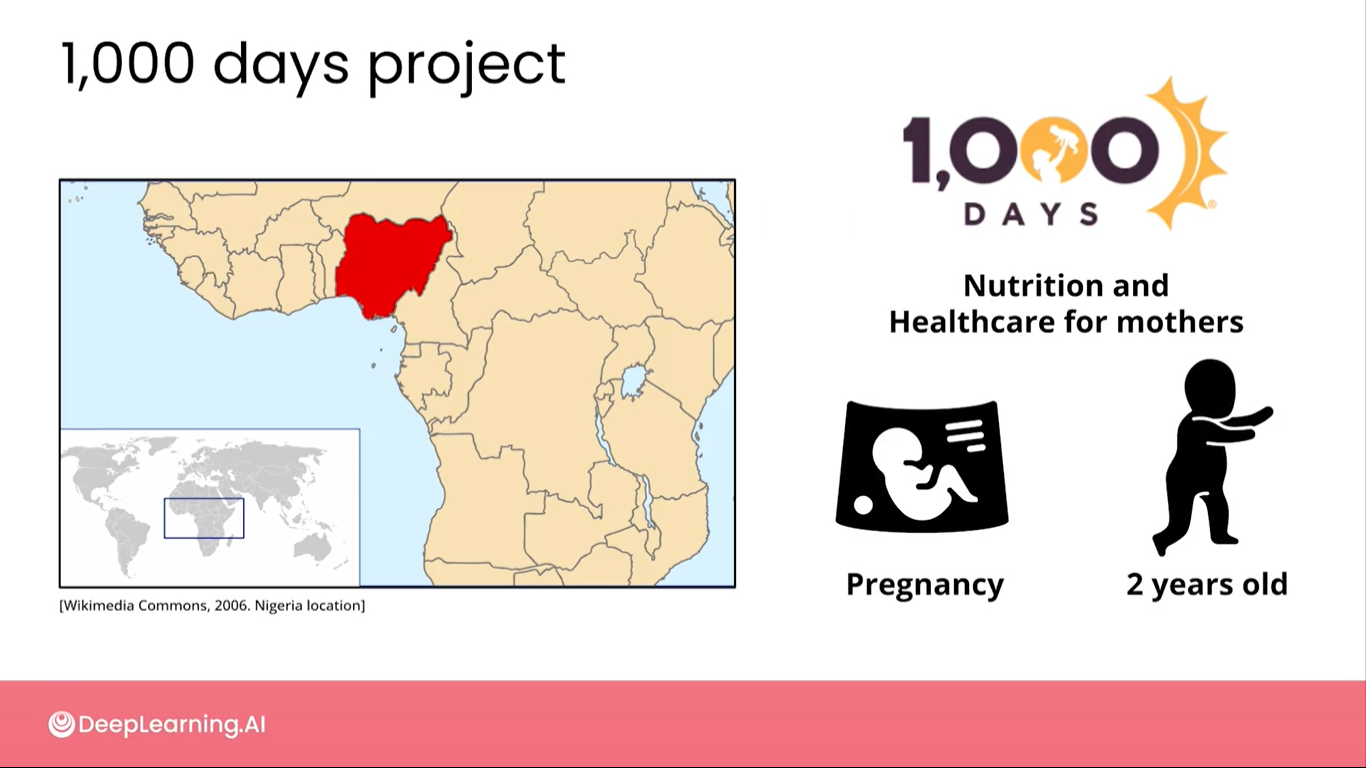 1,000 days project
1,000
DAYS
Nutrition and
Healthcare for mothers
Pregnancy
2 years old
[Wikimedia Commons, 2006. Nigeria location]
DeepLearning.AI